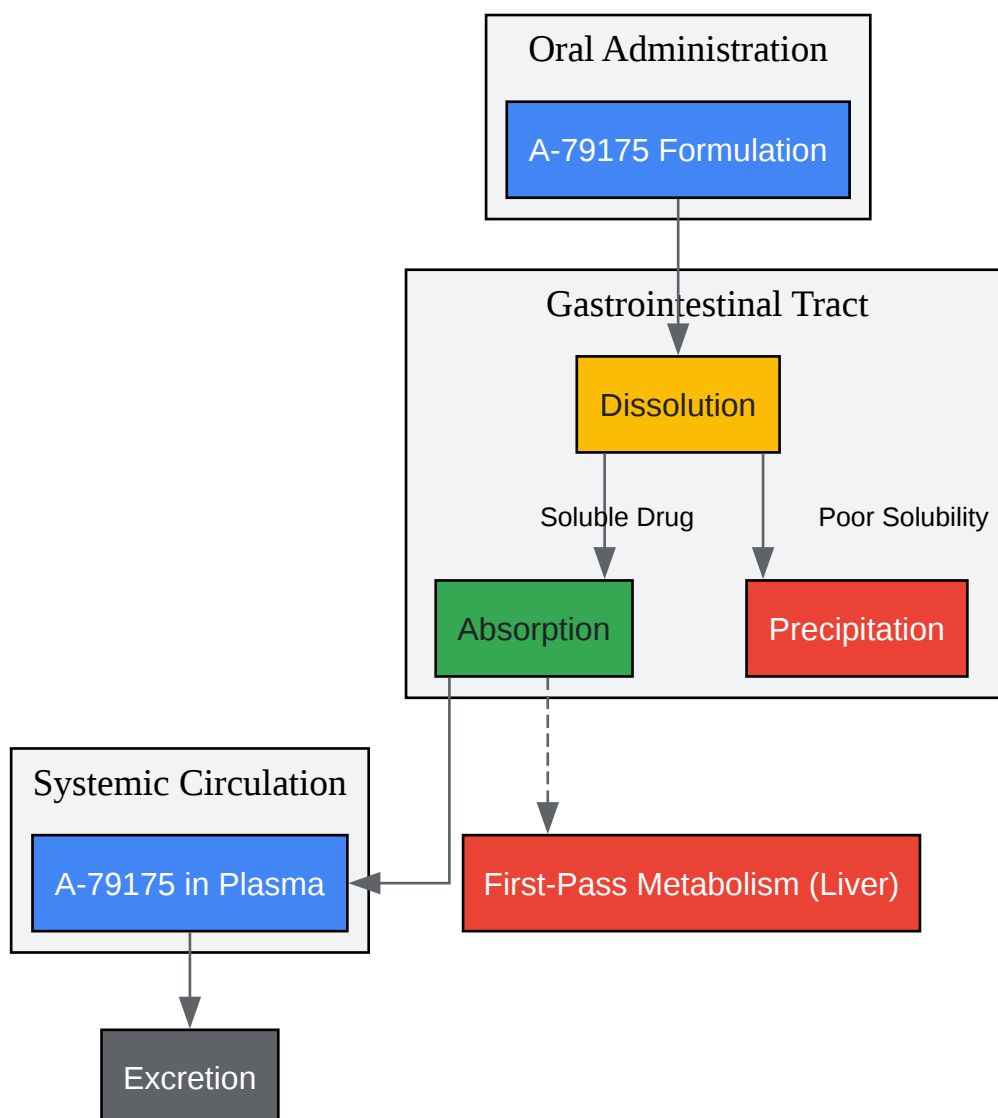 Oral Administration
A-79175 Formulation
Gastrointestinal Tract
Dissolution
Soluble Drug
Poor Solubility
Absorption
Precipitation
Systemic Circulation
A-79175 in Plasma
First-Pass Metabolism (Liver)
Excretion